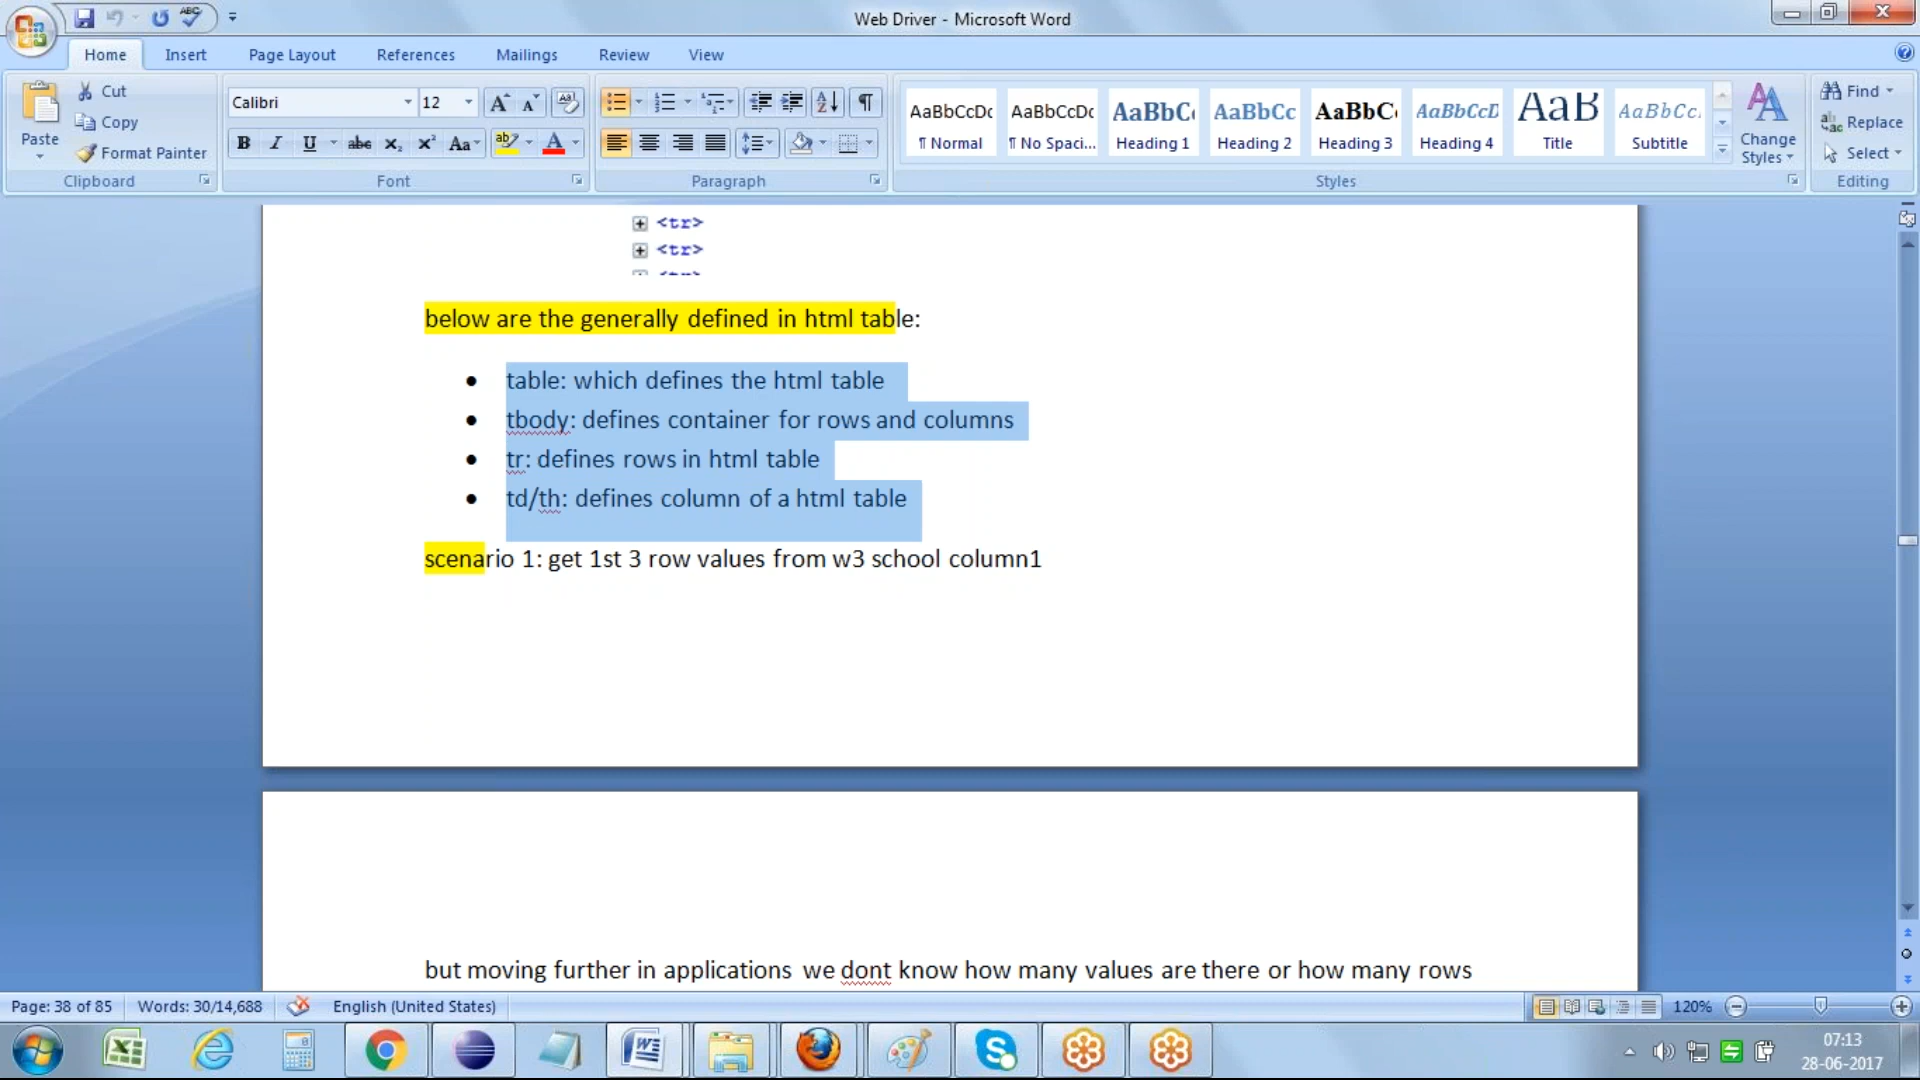 Web Driver - Microsoft Word
Home Insert Page Layout References Mailings Review View
Paste
Cut
Copy
Format Painter
Clipboard
Calibri 12
B I U abc x₂ x² Aa ab A
Font
Paragraph
AaBbCcDc AaBbCcDc AaBbC AaBbCc AaBbC AaBbCcD AaB AaBbCc.
¶ Normal ¶ No Spaci... Heading 1 Heading 2 Heading 3 Heading 4 Title Subtitle
Change Styles
Styles
Find
Replace
Select
Editing
<tr>
<tr>
<tr>
below are the generally defined in html table:
• table: which defines the html table
• tbody: defines container for rows and columns
• tr: defines rows in html table
• td/th: defines column of a html table
scenario 1: get 1st 3 row values from w3 school column1
but moving further in applications we dont know how many values are there or how many rows
Page: 38 of 85 Words: 30/14,688 English (United States) 120%
07:13
28-06-2017